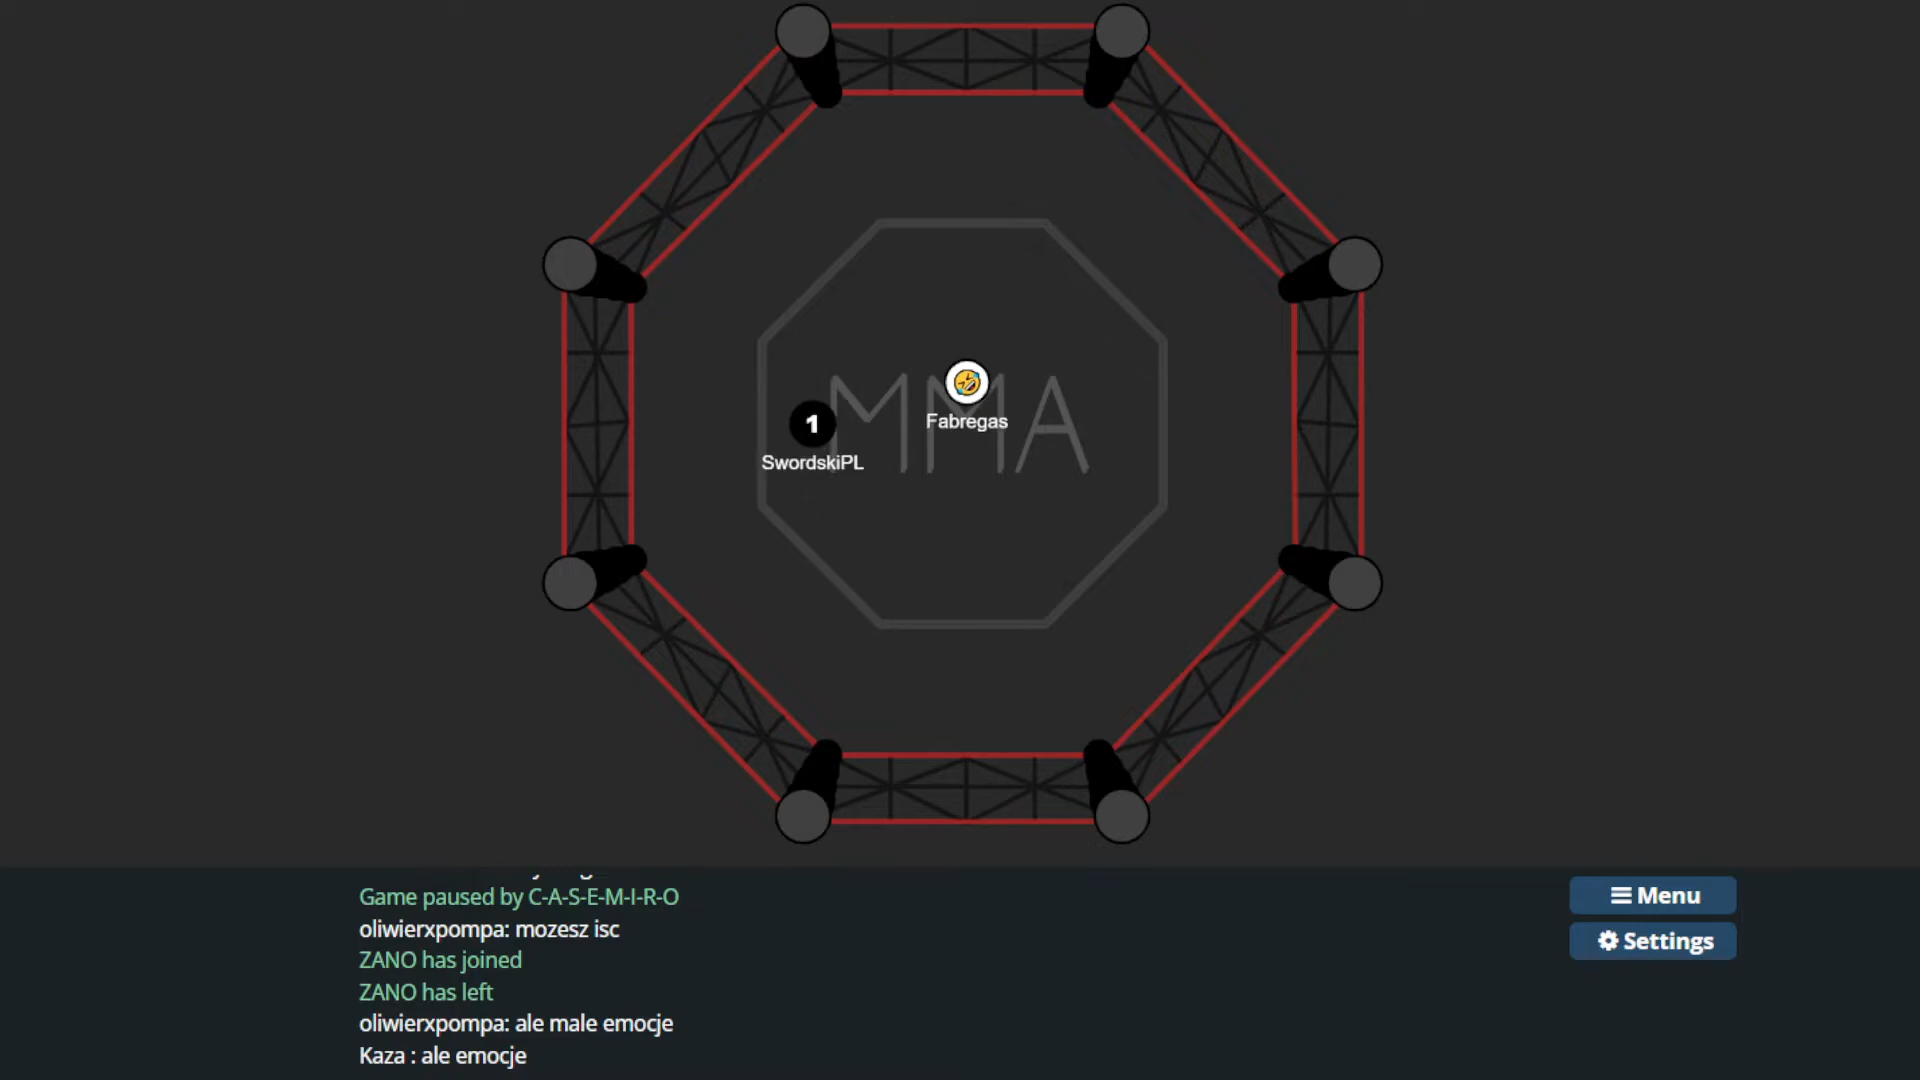 MMA
Fabregas
1
SwordskiPL
Game paused by C-A-S-E-M-I-R-O
oliwierxpompa: mozesz isc
ZANO has joined
ZANO has left
oliwierxpompa: ale male emocje
Kaza : ale emocje
Menu
Settings